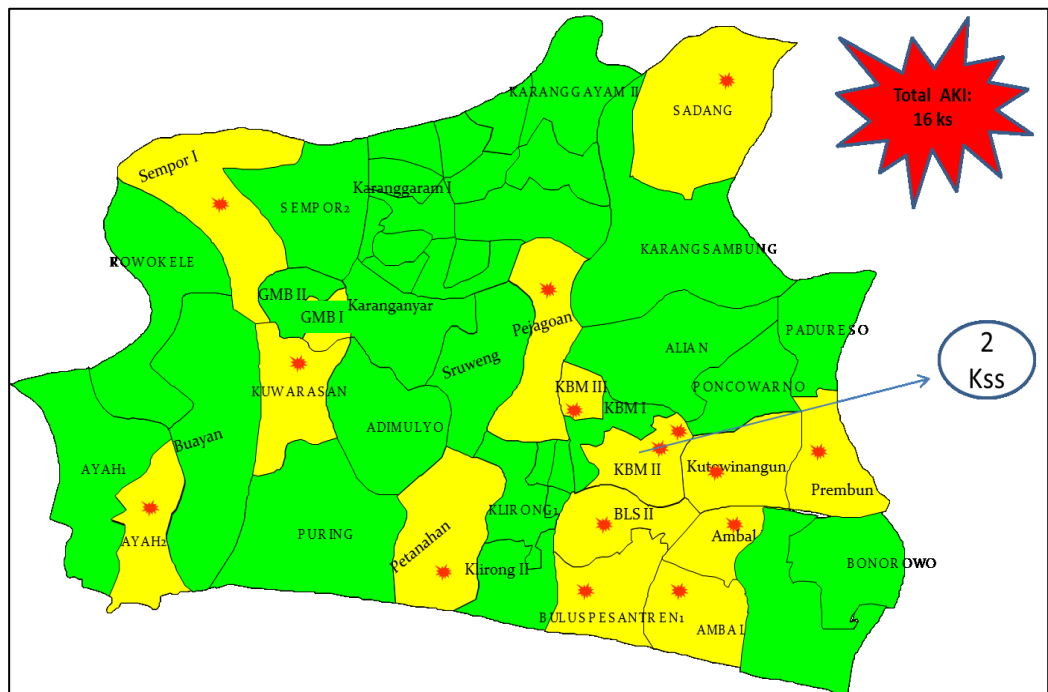 KARANGGAYAM II
SADANG
Total AKI:
16 ks
Sempor I
Karanggaram I
SEMPOR2
ROWOKELE
KARANGSAMBUNG
GMB II
Karanganyar
GMB I
Pejagoan
PADURESO
Sruweng
ALIAN
2
Kss
KUWARASAN
KBM III
PONCOWARNO
KBM I
ADIMULYO
Buayan
AYAH1
KBM II
Kutowinangun
Prembun
KLIRONG1
BLS II
PURING
Petanahan
Ambal
AYAH2
Klirong II
BONOROWO
BULUSPESANTREN1
AMBAL